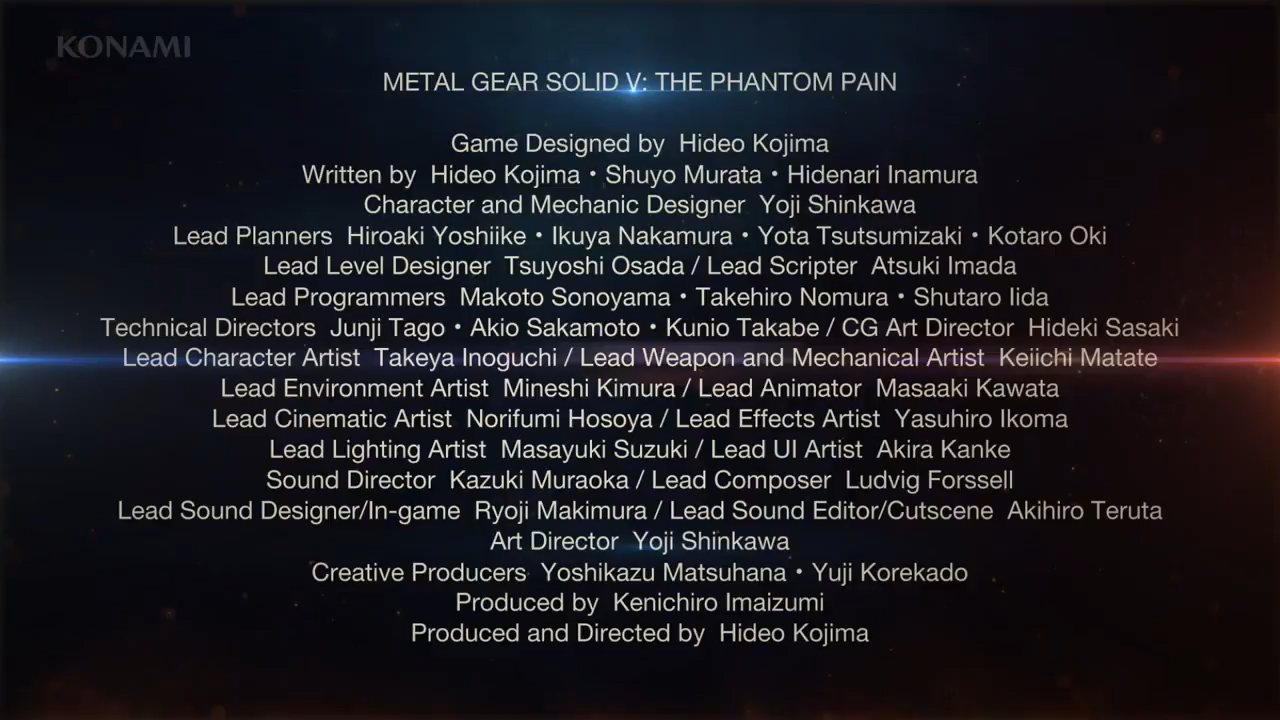 KONAMI
METAL GEAR SOLID V: THE PHANTOM PAIN
Game Designed by Hideo Kojima
Written by Hideo Kojima・Shuyo Murata・Hidenari Inamura
Character and Mechanic Designer Yoji Shinkawa
Lead Planners Hiroaki Yoshiike・Ikuya Nakamura・Yota Tsutsumizaki・Kotaro Oki
Lead Level Designer Tsuyoshi Osada / Lead Scripter Atsuki Imada
Lead Programmers Makoto Sonoyama・Takehiro Nomura・Shutaro Iida
Technical Directors Junji Tago・Akio Sakamoto・Kunio Takabe / CG Art Director Hideki Sasaki
Lead Character Artist Takeya Inoguchi / Lead Weapon and Mechanical Artist Keiichi Matate
Lead Environment Artist Mineshi Kimura / Lead Animator Masaaki Kawata
Lead Cinematic Artist Norifumi Hosoya / Lead Effects Artist Yasuhiro Ikoma
Lead Lighting Artist Masayuki Suzuki / Lead UI Artist Akira Kanke
Sound Director Kazuki Muraoka / Lead Composer Ludvig Forssell
Lead Sound Designer/In-game Ryoji Makimura / Lead Sound Editor/Cutscene Akihiro Teruta
Art Director Yoji Shinkawa
Creative Producers Yoshikazu Matsuhana・Yuji Korekado
Produced by Kenichiro Imaizumi
Produced and Directed by Hideo Kojima